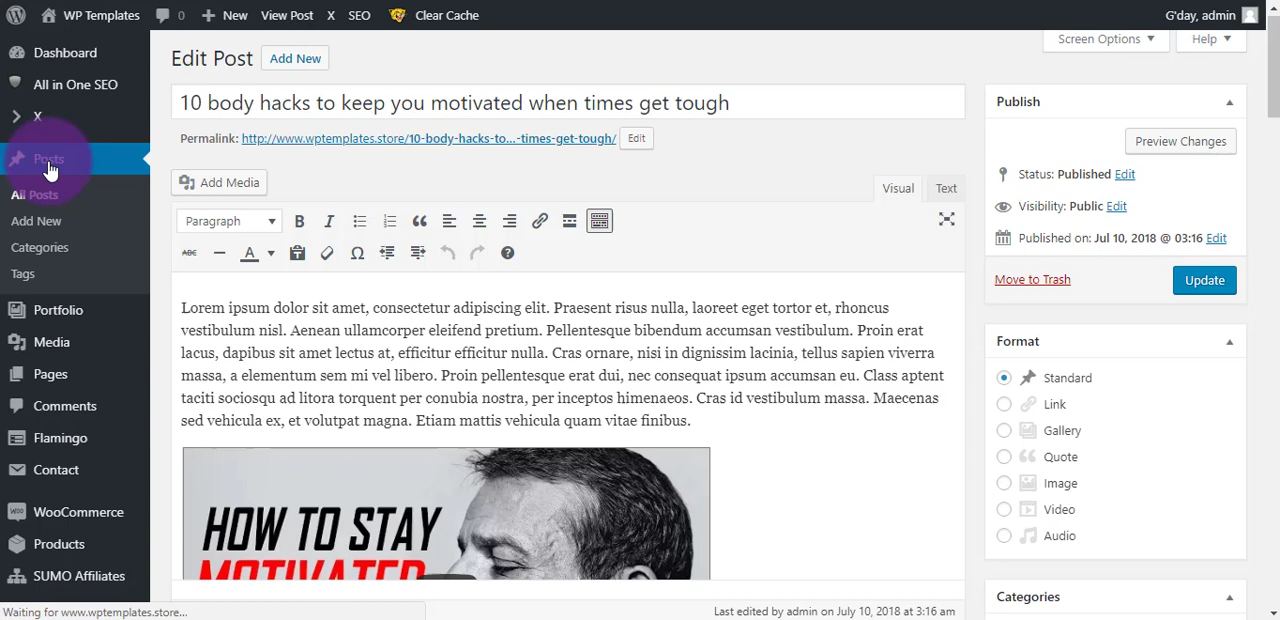 WP Templates
0
New
View Post
X
SEO
Clear Cache
G'day, admin
Dashboard
All in One SEO
X
Posts
All Posts
Add New
Categories
Tags
Portfolio
Media
Pages
Comments
Flamingo
Contact
WooCommerce
Products
SUMO Affiliates
Screen Options
Help
Edit Post
Add New
10 body hacks to keep you motivated when times get tough
Permalink: http://www.wptemplates.store/10-body-hacks-to...-times-get-tough/ Edit
Add Media
Visual
Text
Paragraph
B I
ABC
A
Lorem ipsum dolor sit amet, consectetur adipiscing elit. Praesent risus nulla, laoreet eget tortor et, rhoncus
vestibulum nisl. Aenean ullamcorper eleifend pretium. Pellentesque bibendum accumsan vestibulum. Proin erat
lacus, dapibus sit amet lectus at, efficitur efficitur nulla. Cras ornare, nisi in dignissim lacinia, tellus sapien viverra
massa, a elementum sem mi vel libero. Proin pellentesque erat dui, nec consequat ipsum accumsan eu. Class aptent
taciti sociosqu ad litora torquent per conubia nostra, per inceptos himenaeos. Cras id vestibulum massa. Maecenas
sed vehicula ex, et volutpat magna. Etiam mattis vehicula quam vitae finibus.
HOW TO STAY
MOTIVATED
Publish
Preview Changes
Status: Published Edit
Visibility: Public Edit
Published on: Jul 10, 2018 @ 03:16 Edit
Move to Trash
Update
Format
Standard
Link
Gallery
Quote
Image
Video
Audio
Categories
Waiting for www.wptemplates.store...
Last edited by admin on July 10, 2018 at 3:16 am